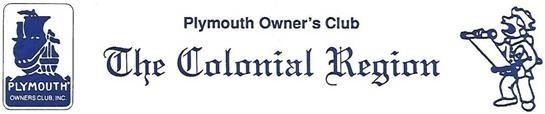 Plymouth Owner's Club
The Colonial Region
PLYMOUTH
OWNERS CLUB, INC.